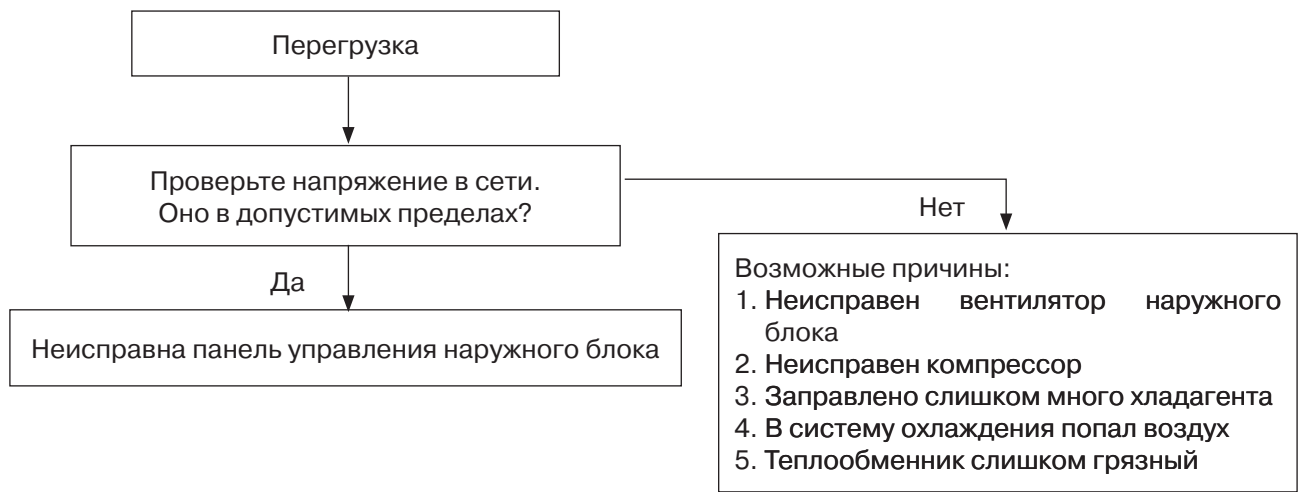 Перегрузка
Проверьте напряжение в сети.
Оно в допустимых пределах?
Нет
Да
Возможные причины:
1. Неисправен вентилятор наружного
блока
2. Неисправен компрессор
3. Заправлено слишком много хладагента
4. В систему охлаждения попал воздух
5. Теплообменник слишком грязный
Неисправна панель управления наружного блока